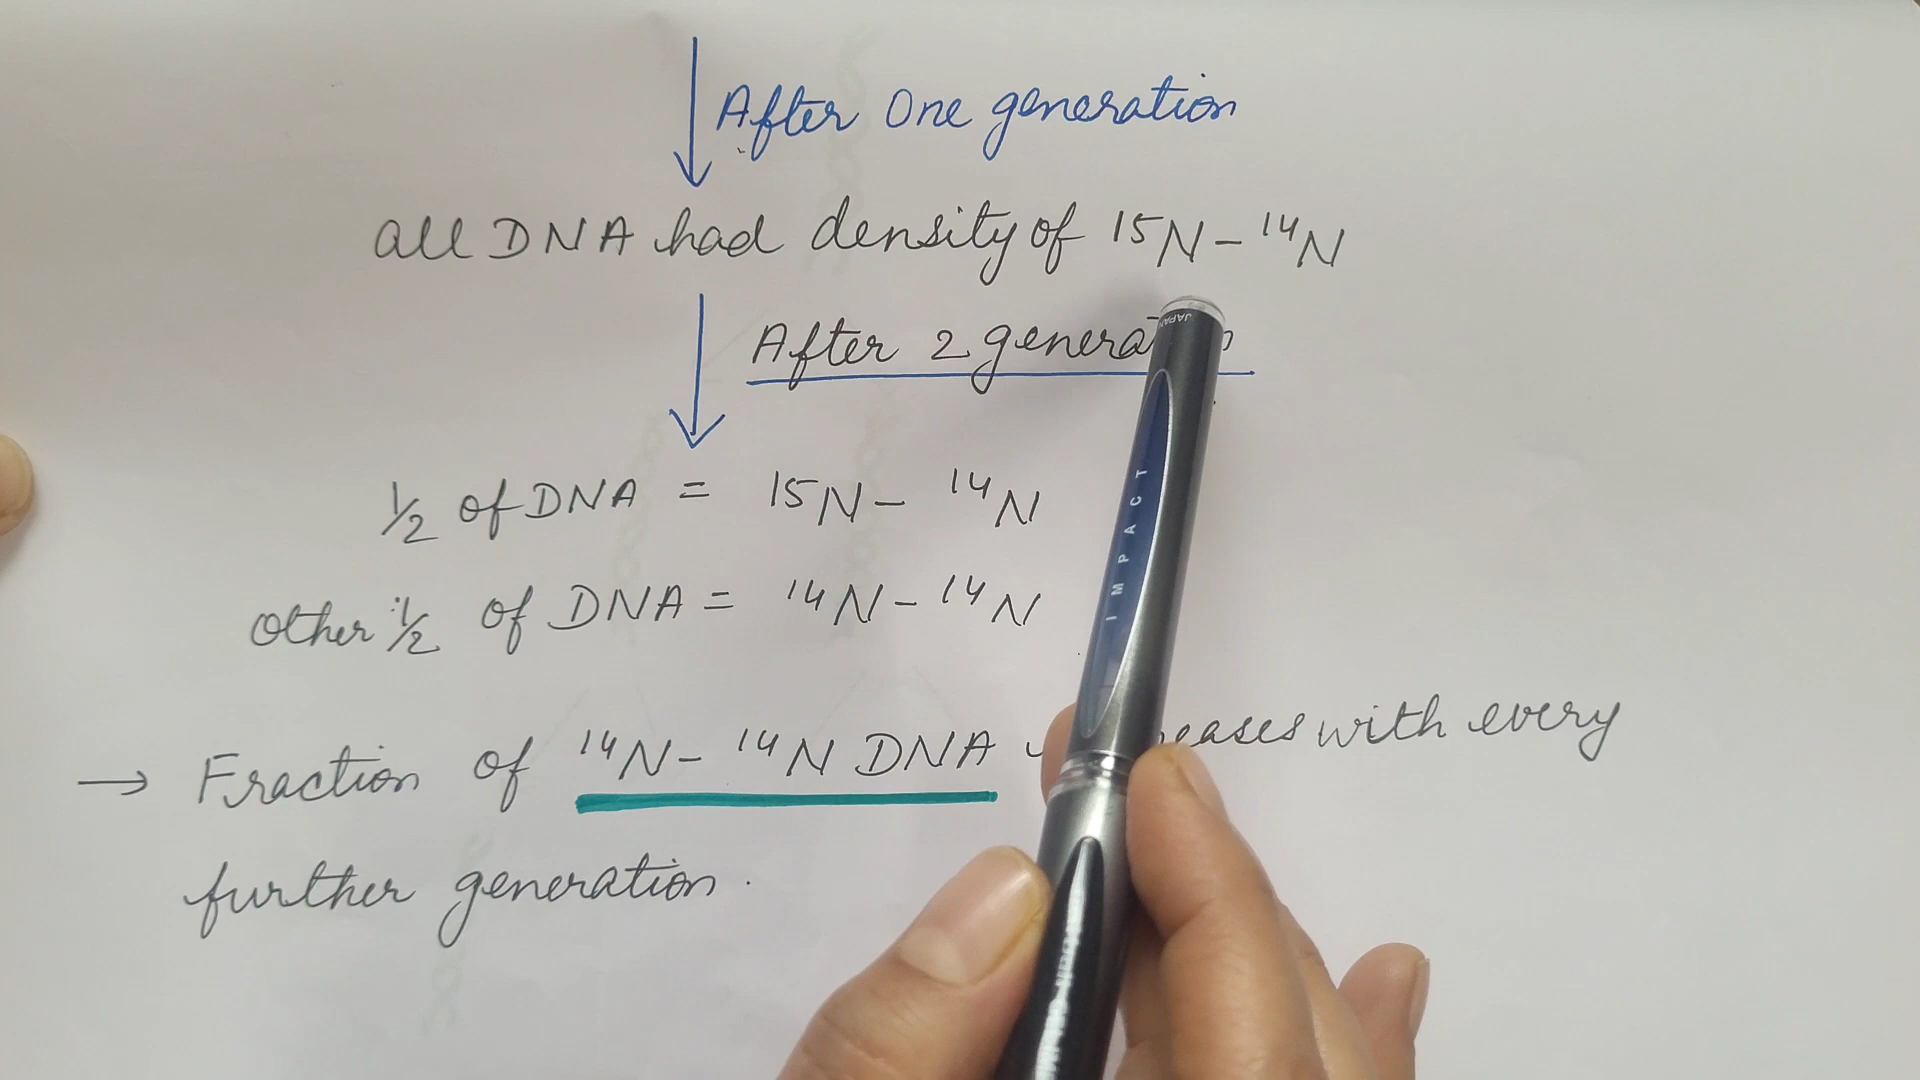 After One generation
all DNA had density of ¹⁵N - ¹⁴N
After 2
1/2 of DNA = ¹⁵N - ¹⁴N
Other 1/2 of DNA = ¹⁴N - ¹⁴N
→ Fraction of ¹⁴N - ¹⁴N DNA with every
further generation.
JAPAN
IMPACT